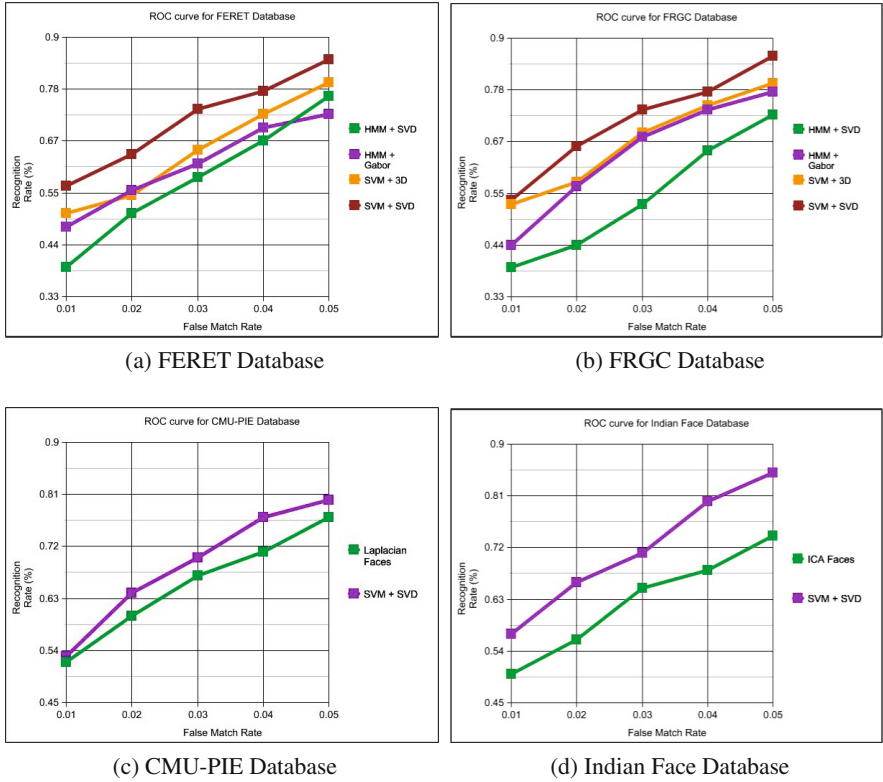 ROC curve for FERET Database
0.9
0.78
0.67
0.55
0.44
0.33
Recognition
Rate (%)
0.01 0.02 0.03 0.04 0.05
False Match Rate
HMM + SVD
HMM +
Gabor
SVM + 3D
SVM + SVD
(a) FERET Database
ROC curve for FRGC Database
0.9
0.78
0.67
0.55
0.44
0.33
Recognition
Rate (%)
0.01 0.02 0.03 0.04 0.05
False Match Rate
HMM + SVD
HMM +
Gabor
SVM + 3D
SVM + SVD
(b) FRGC Database
ROC curve for CMU-PIE Database
0.9
0.81
0.72
0.63
0.54
0.45
Recognition
Rate (%)
0.01 0.02 0.03 0.04 0.05
False Match Rate
Laplacian
Faces
SVM + SVD
(c) CMU-PIE Database
ROC curve for Indian Face Database
0.9
0.81
0.72
0.63
0.54
0.45
Recognition
Rate (%)
0.01 0.02 0.03 0.04 0.05
False Match Rate
ICA Faces
SVM + SVD
(d) Indian Face Database